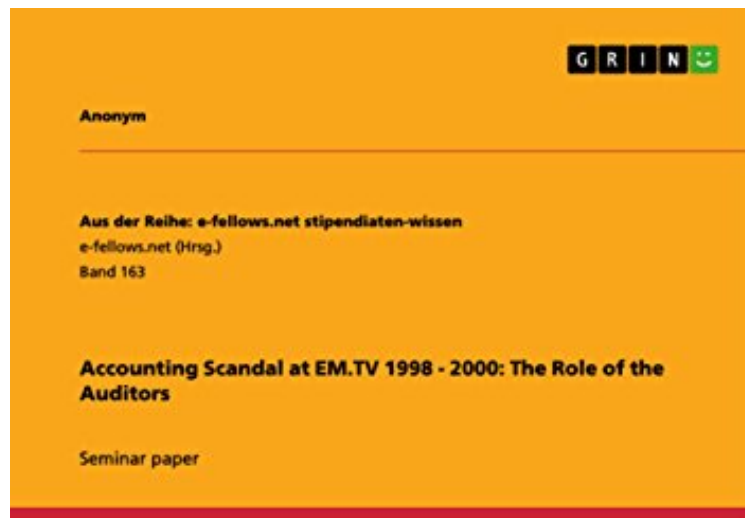 GRIN
Anonym
Aus der Reihe: e-fellows.net stipendiaten-wissen
e-fellows.net (Hrsg.)
Band 163
Accounting Scandal at EM.TV 1998 - 2000: The Role of the
Auditors
Seminar paper